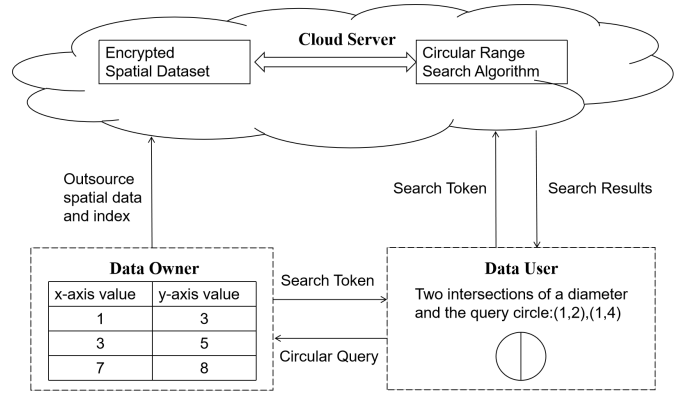 Cloud Server
Encrypted
Spatial Dataset
Circular Range
Search Algorithm
Outsource
spatial data
and index
Search Token
Search Results
Data Owner
x-axis value y-axis value
1 3
3 5
7 8
Search Token
Circular Query
Data User
Two intersections of a diameter
and the query circle:(1,2),(1,4)